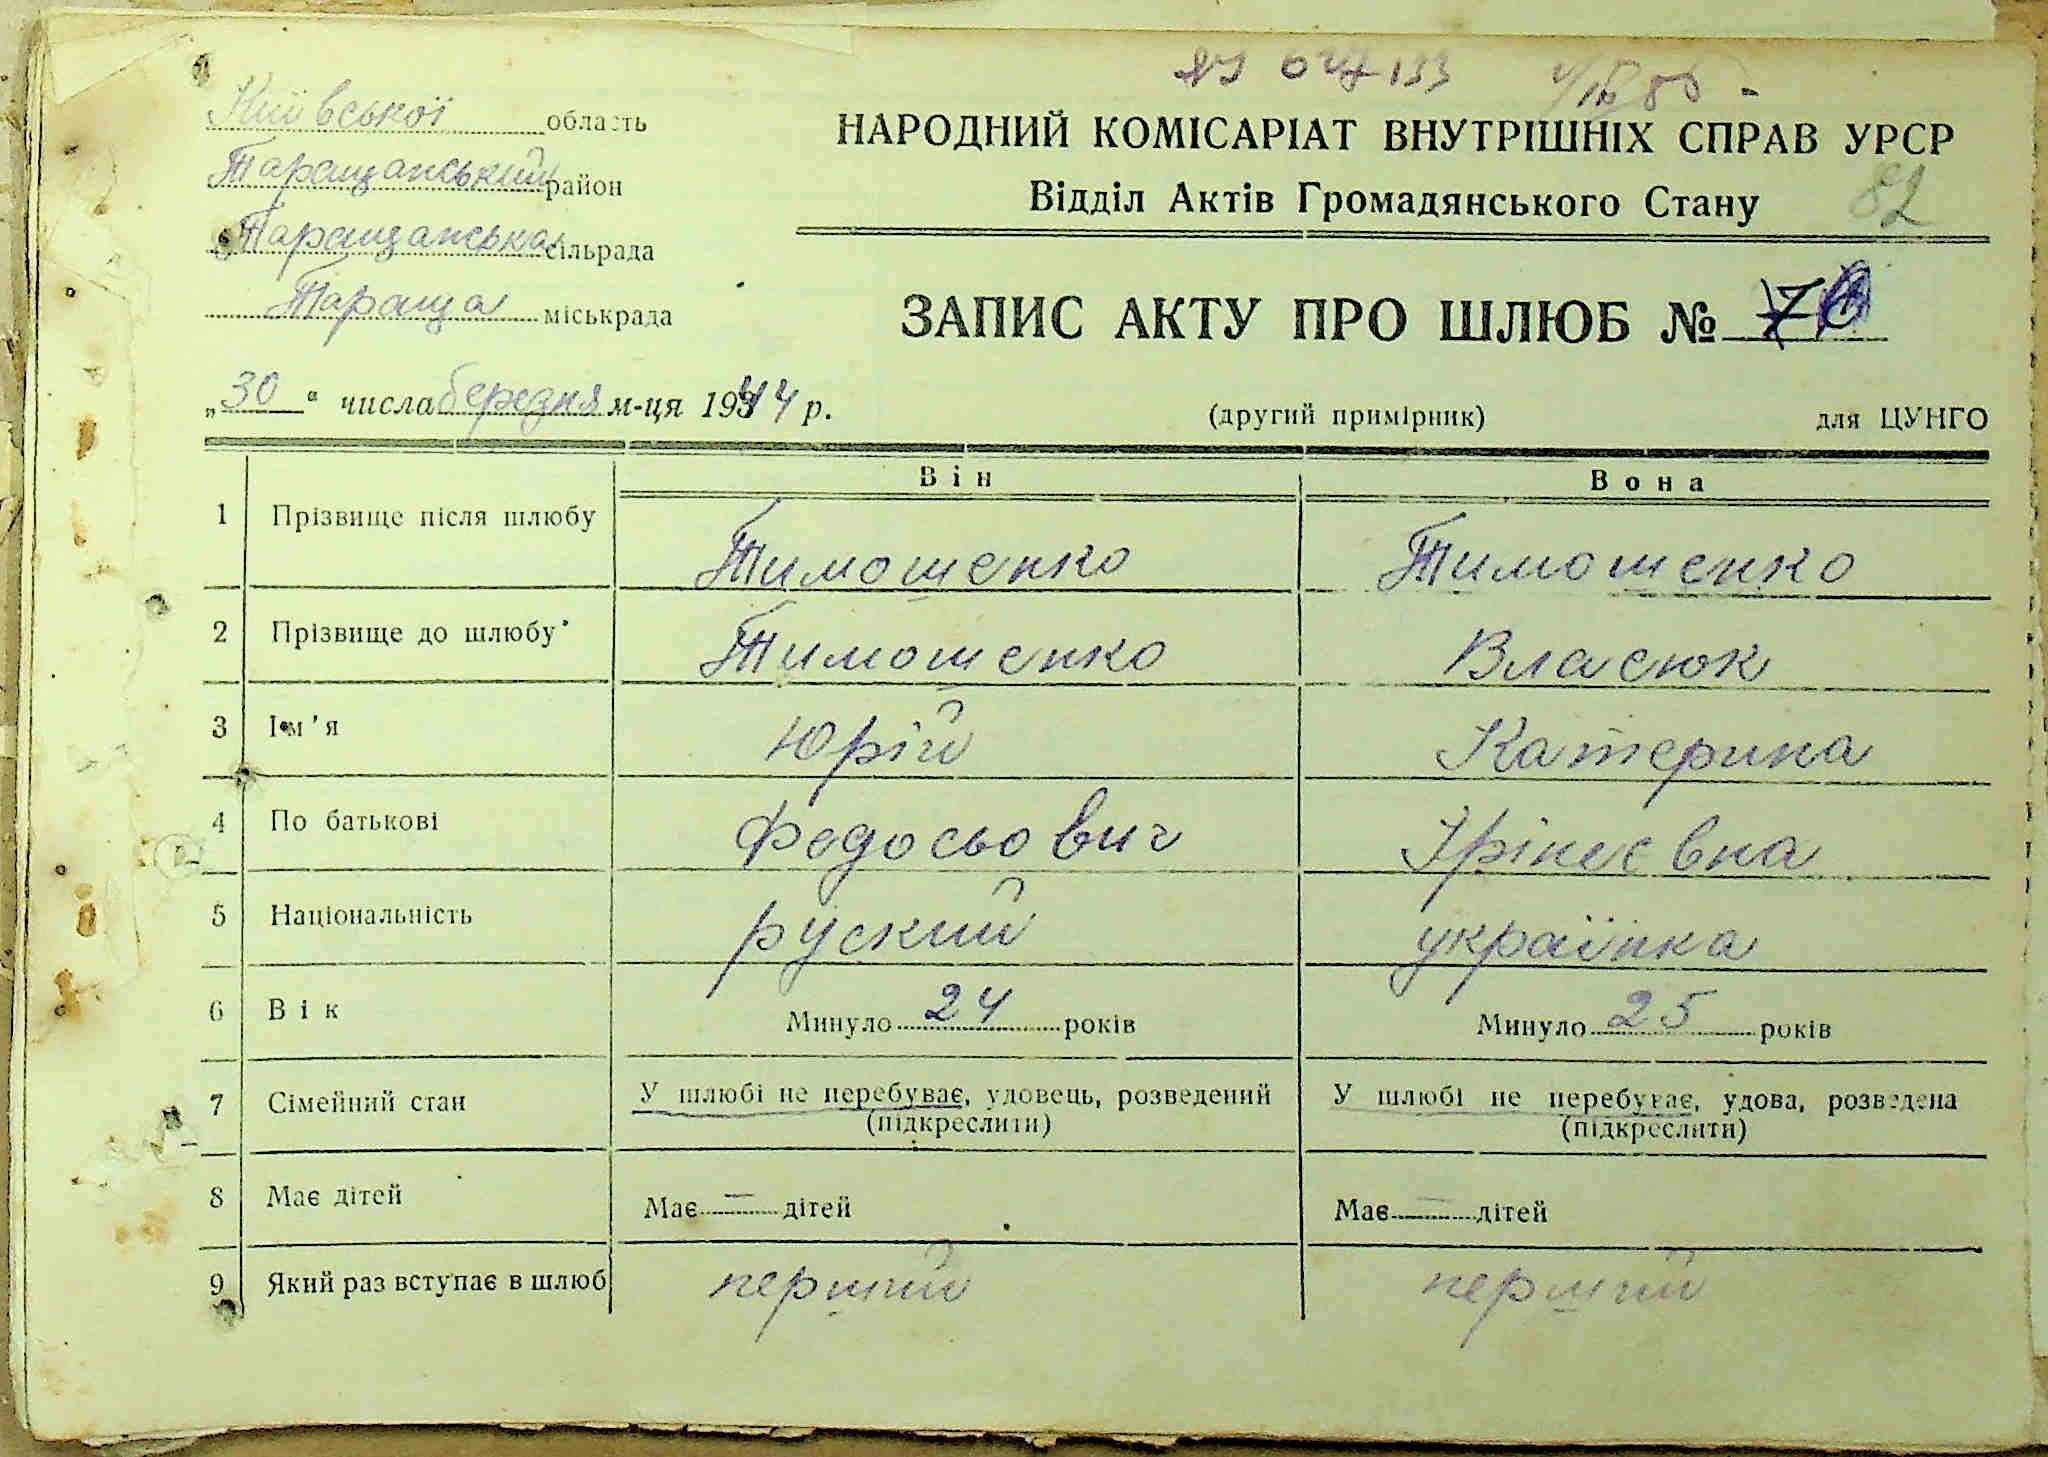 027133
Київської область
НАРОДНИЙ КОМІСАРІАТ ВНУТРІШНІХ СПРАВ УРСР
Таращанський район
Відділ Актів Громадянського Стану 82
Таращанська сільрада
Тараща міськрада
ЗАПИС АКТУ ПРО ШЛЮБ № 70
„30“ числа березня м-ця 1944 р.
(другий примірник) для ЦУНГО
Він Вона
1 Прізвище після шлюбу Тимошенко Тимошенко
2 Прізвище до шлюбу Тимошенко Власюк
3 Ім'я Юрій Катерина
4 По батькові Федосьович Ірінеєвна
5 Національність руский українка
6 Вік Минуло 24 років Минуло 25 років
7 Сімейний стан У шлюбі не перебуває, удовець, розведений У шлюбі не перебуває, удова, розведена
(підкреслити) (підкреслити)
8 Має дітей Має — дітей Має — дітей
9 Який раз вступає в шлюб перший перший